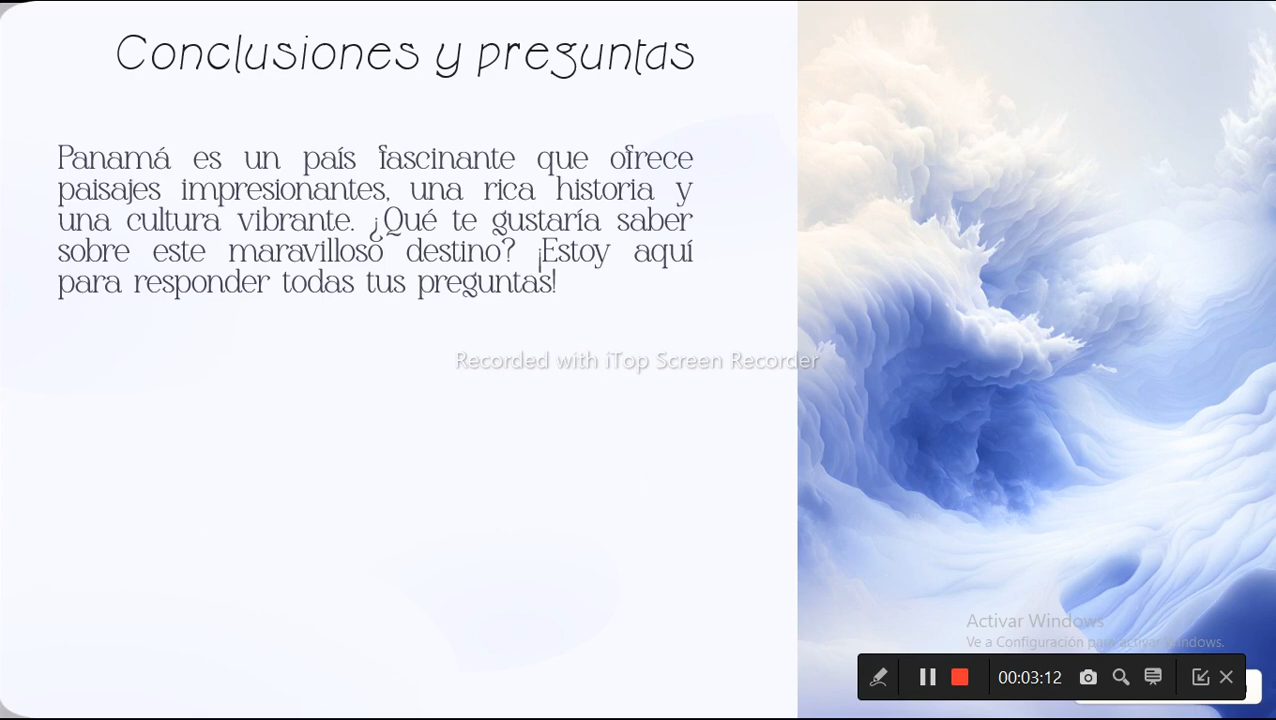 Conclusiones y preguntas
Panamá es un país fascinante que ofrece
paisajes impresionantes, una rica historia y
una cultura vibrante. ¿Qué te gustaría saber
sobre este maravilloso destino? ¡Estoy aquí
para responder todas tus preguntas!
Recorded with iTop Screen Recorder
Activar Windows
Ve a Configuración para activar Windows.
00:03:12